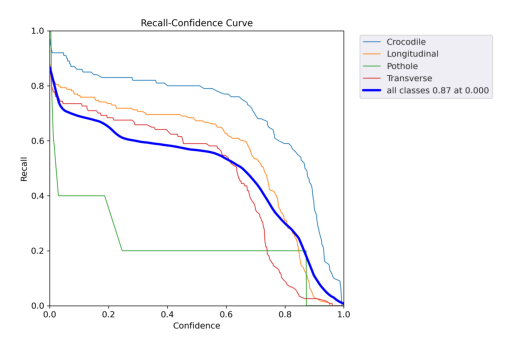 Recall-Confidence Curve
Crocodile
Longitudinal
Pothole
Transverse
all classes 0.87 at 0.000
Recall
1.0
0.8
0.6
0.4
0.2
0.0
0.0 0.2 0.4 0.6 0.8 1.0
Confidence